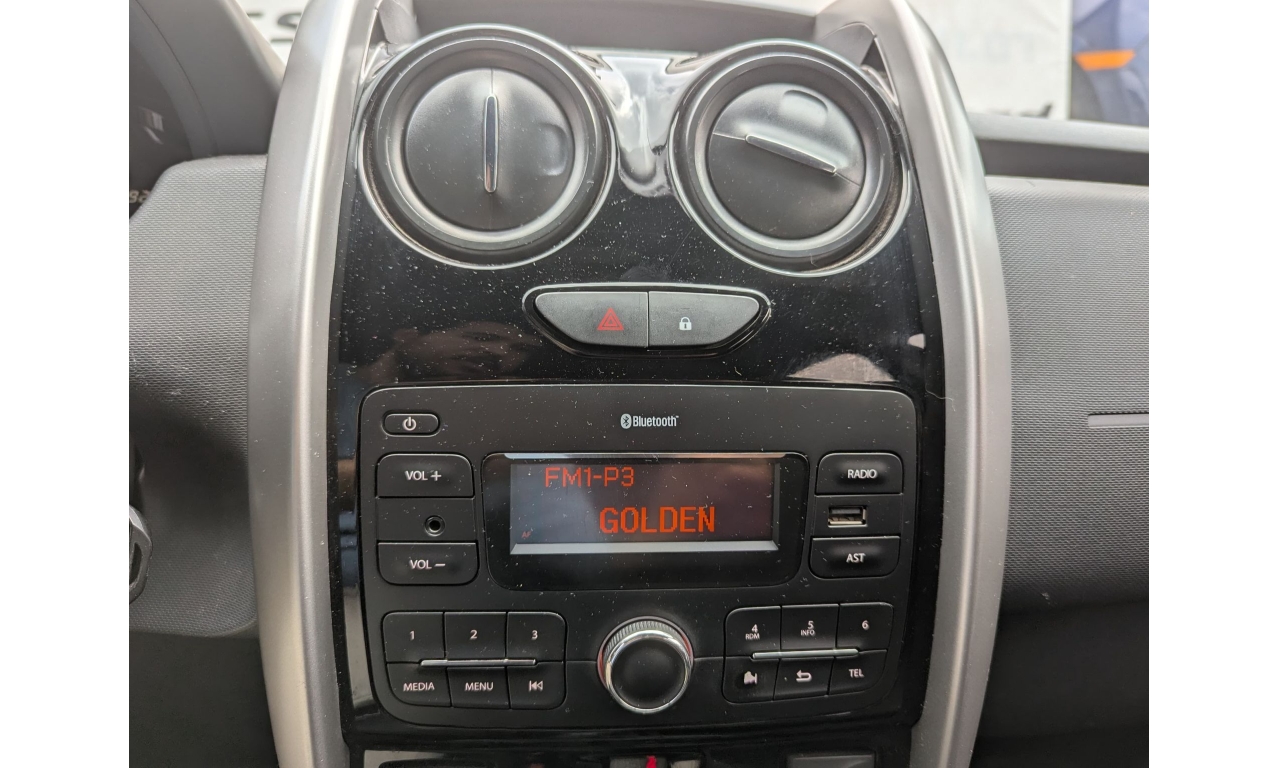 Bluetooth
VOL +
FM1-P3
RADIO
GOLDEN
AF
VOL −
AST
1 2 3
4 RDM 5 INFO 6
MEDIA MENU
TEL